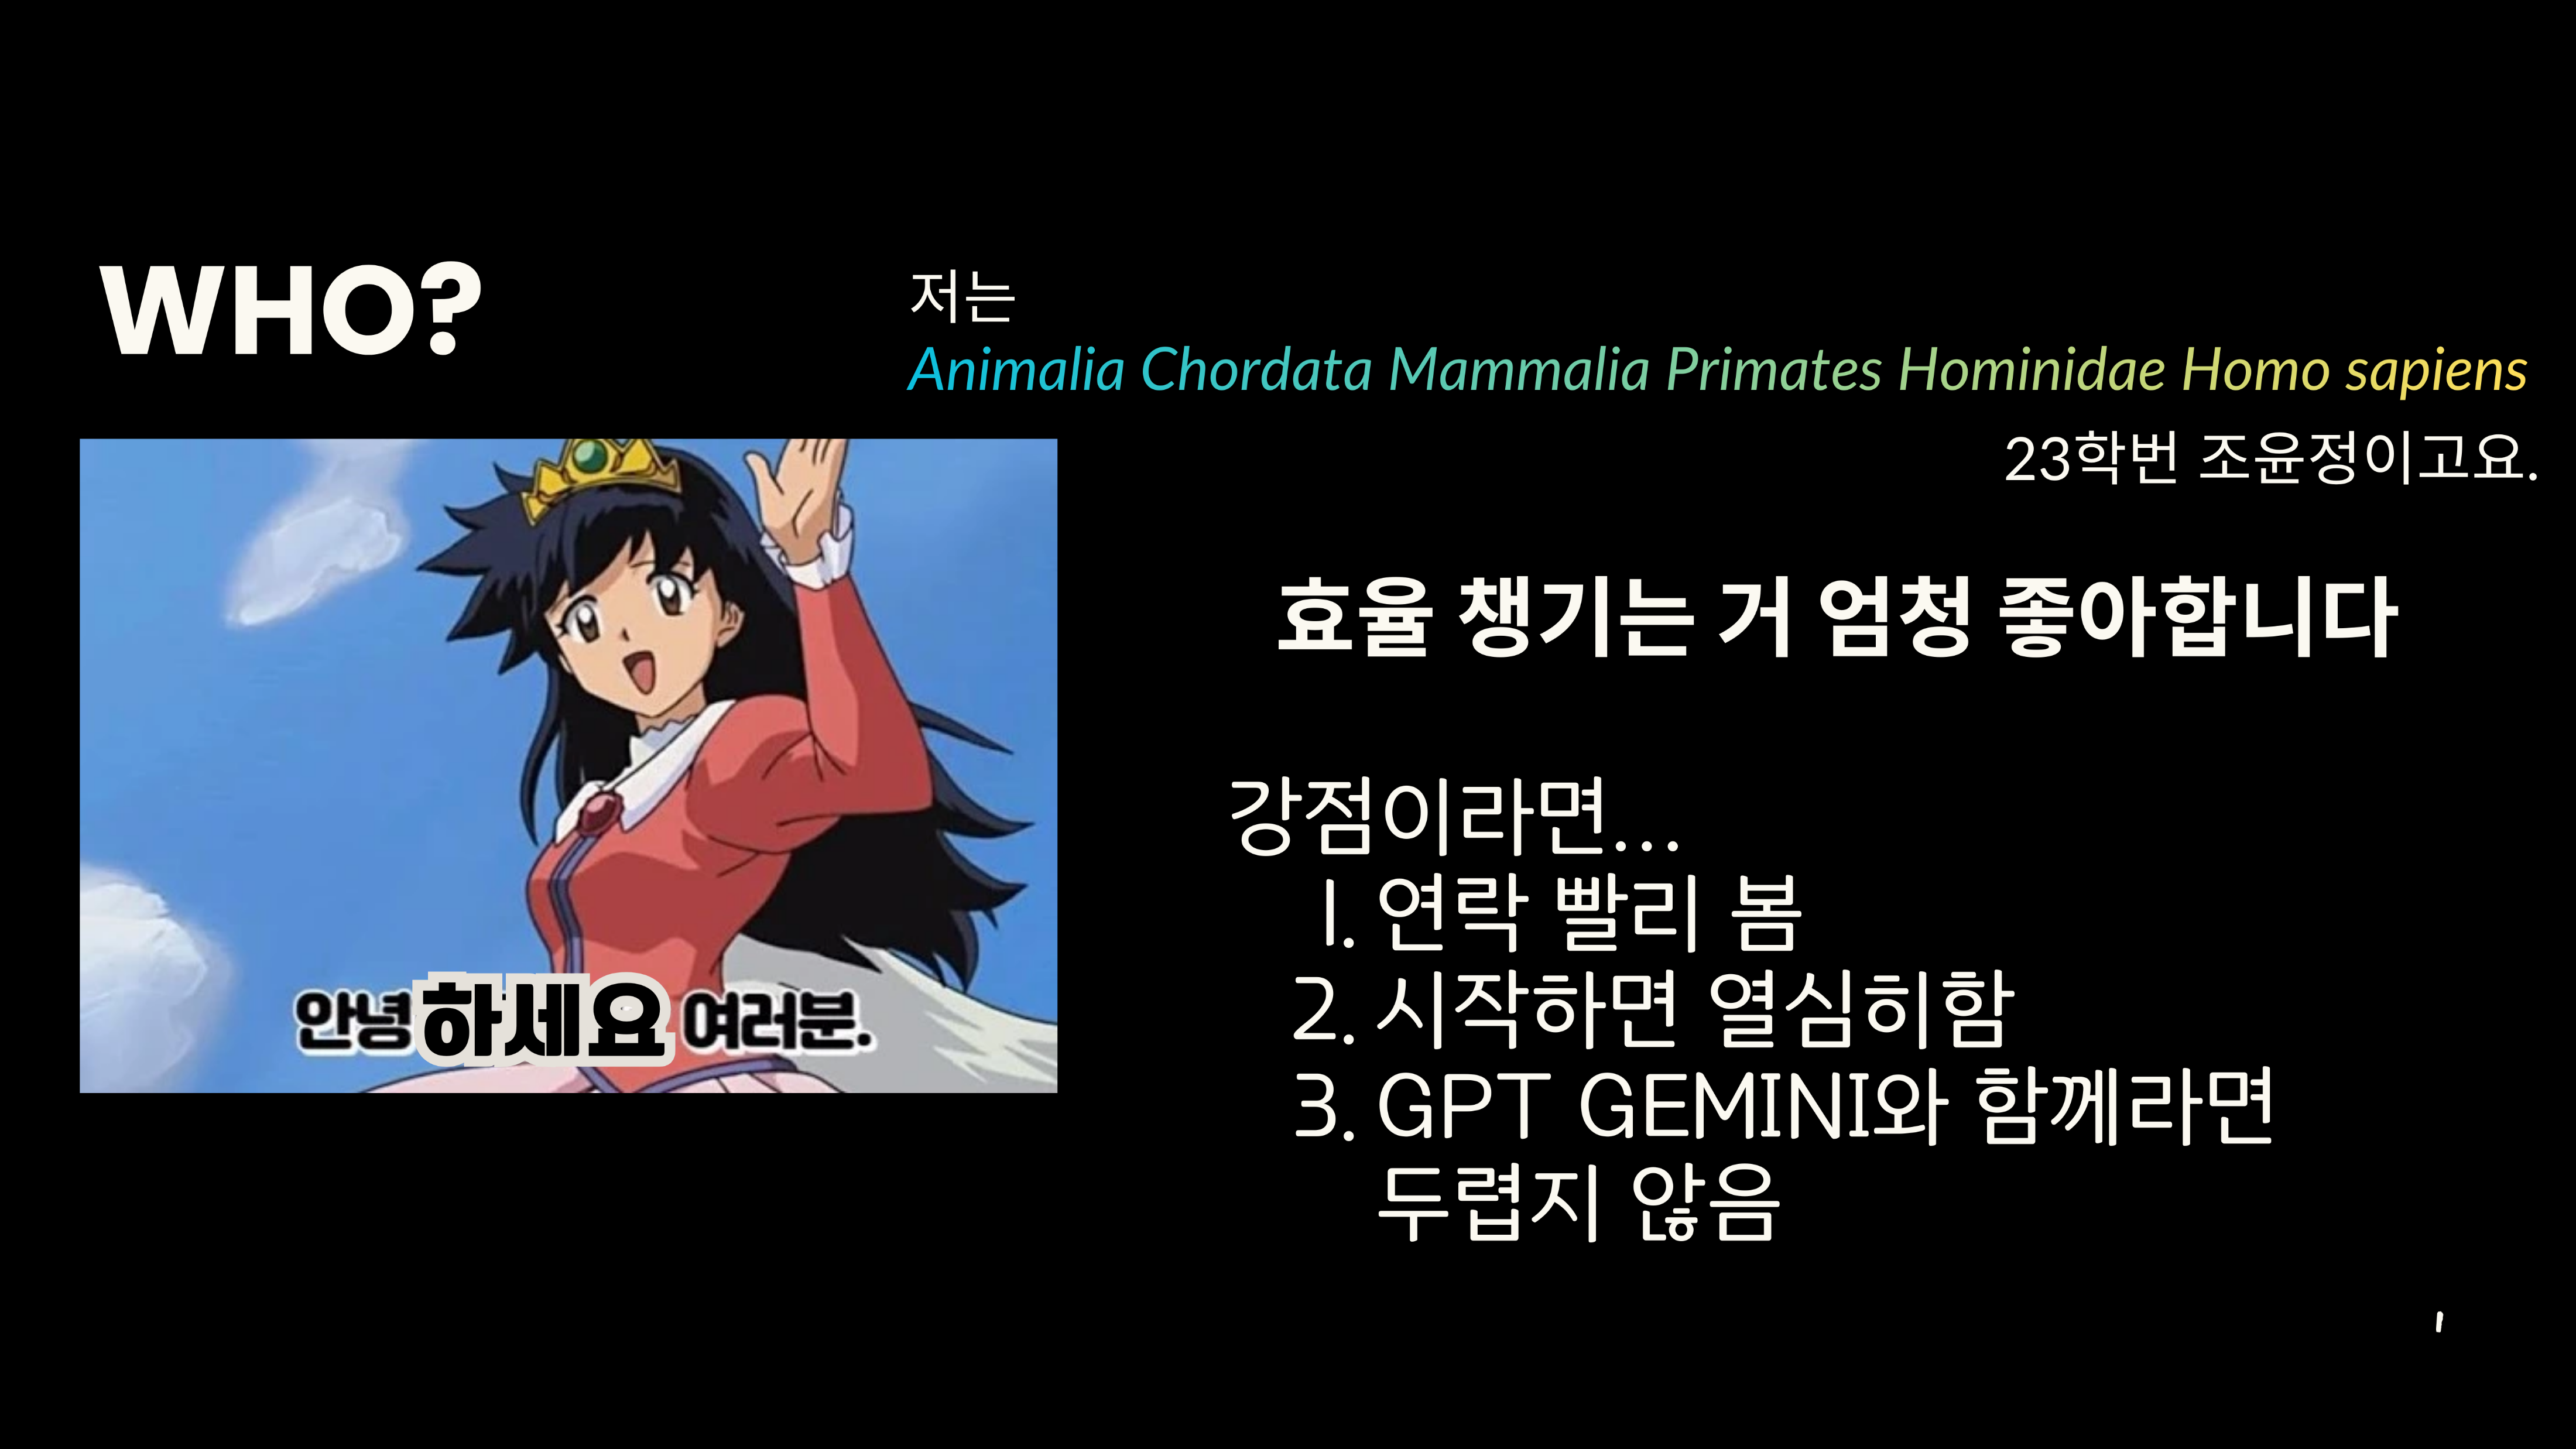 WHO?
저는
Animalia Chordata Mammalia Primates Hominidae Homo sapiens
23학번 조윤정이고요.
안녕하세요 여러분.
효율 챙기는 거 엄청 좋아합니다
강점이라면...
1. 연락 빨리 봄
2. 시작하면 열심히함
3. GPT GEMINI와 함께라면
두렵지 않음